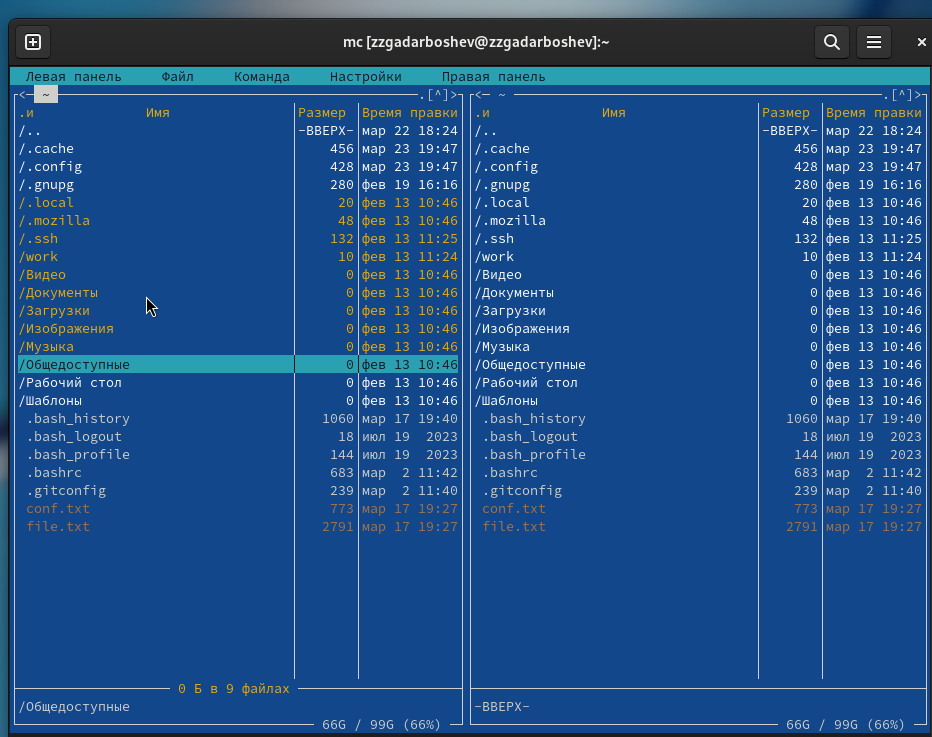 mc [zzgadarboshev@zzgadarboshev]:~
Левая панель Файл Команда Настройки Правая панель
<- ~ .[^]> <- ~ .[^]>
.и Имя Размер Время правки .и Имя Размер Время правки
/.. -ВВЕРХ- мар 22 18:24 /.. -ВВЕРХ- мар 22 18:24
/.cache 456 мар 23 19:47 /.cache 456 мар 23 19:47
/.config 428 мар 23 19:47 /.config 428 мар 23 19:47
/.gnupg 280 фев 19 16:16 /.gnupg 280 фев 19 16:16
/.local 20 фев 13 10:46 /.local 20 фев 13 10:46
/.mozilla 48 фев 13 10:46 /.mozilla 48 фев 13 10:46
/.ssh 132 фев 13 11:25 /.ssh 132 фев 13 11:25
/work 10 фев 13 11:24 /work 10 фев 13 11:24
/Видео 0 фев 13 10:46 /Видео 0 фев 13 10:46
/Документы 0 фев 13 10:46 /Документы 0 фев 13 10:46
/Загрузки 0 фев 13 10:46 /Загрузки 0 фев 13 10:46
/Изображения 0 фев 13 10:46 /Изображения 0 фев 13 10:46
/Музыка 0 фев 13 10:46 /Музыка 0 фев 13 10:46
/Общедоступные 0 фев 13 10:46 /Общедоступные 0 фев 13 10:46
/Рабочий стол 0 фев 13 10:46 /Рабочий стол 0 фев 13 10:46
/Шаблоны 0 фев 13 10:46 /Шаблоны 0 фев 13 10:46
.bash_history 1060 мар 17 19:40 .bash_history 1060 мар 17 19:40
.bash_logout 18 июл 19 2023 .bash_logout 18 июл 19 2023
.bash_profile 144 июл 19 2023 .bash_profile 144 июл 19 2023
.bashrc 683 мар 2 11:42 .bashrc 683 мар 2 11:42
.gitconfig 239 мар 2 11:40 .gitconfig 239 мар 2 11:40
conf.txt 773 мар 17 19:27 conf.txt 773 мар 17 19:27
file.txt 2791 мар 17 19:27 file.txt 2791 мар 17 19:27
0 Б в 9 файлах
/Общедоступные -ВВЕРХ-
66G / 99G (66%) 66G / 99G (66%)